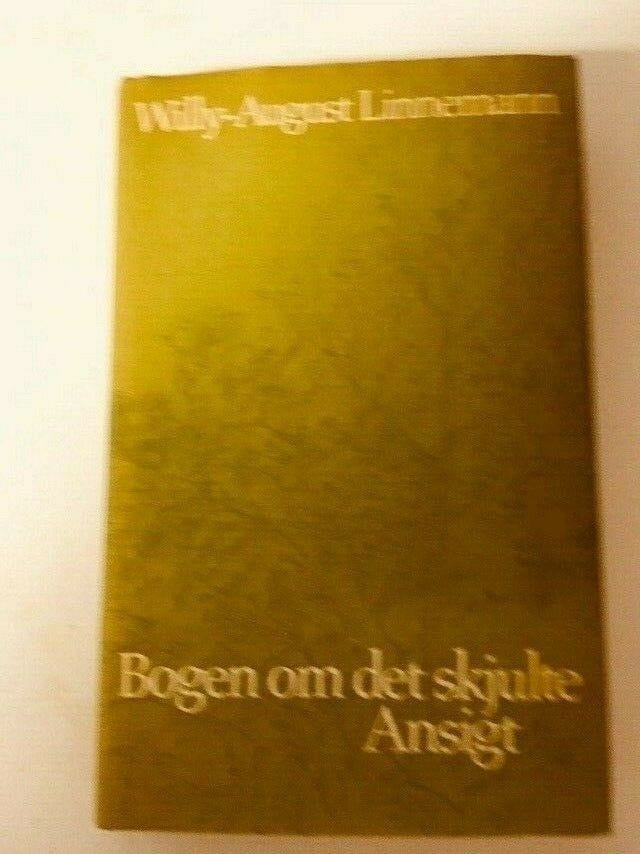 Willy-August Linnemann
Bogen om det skjulte
Ansigt